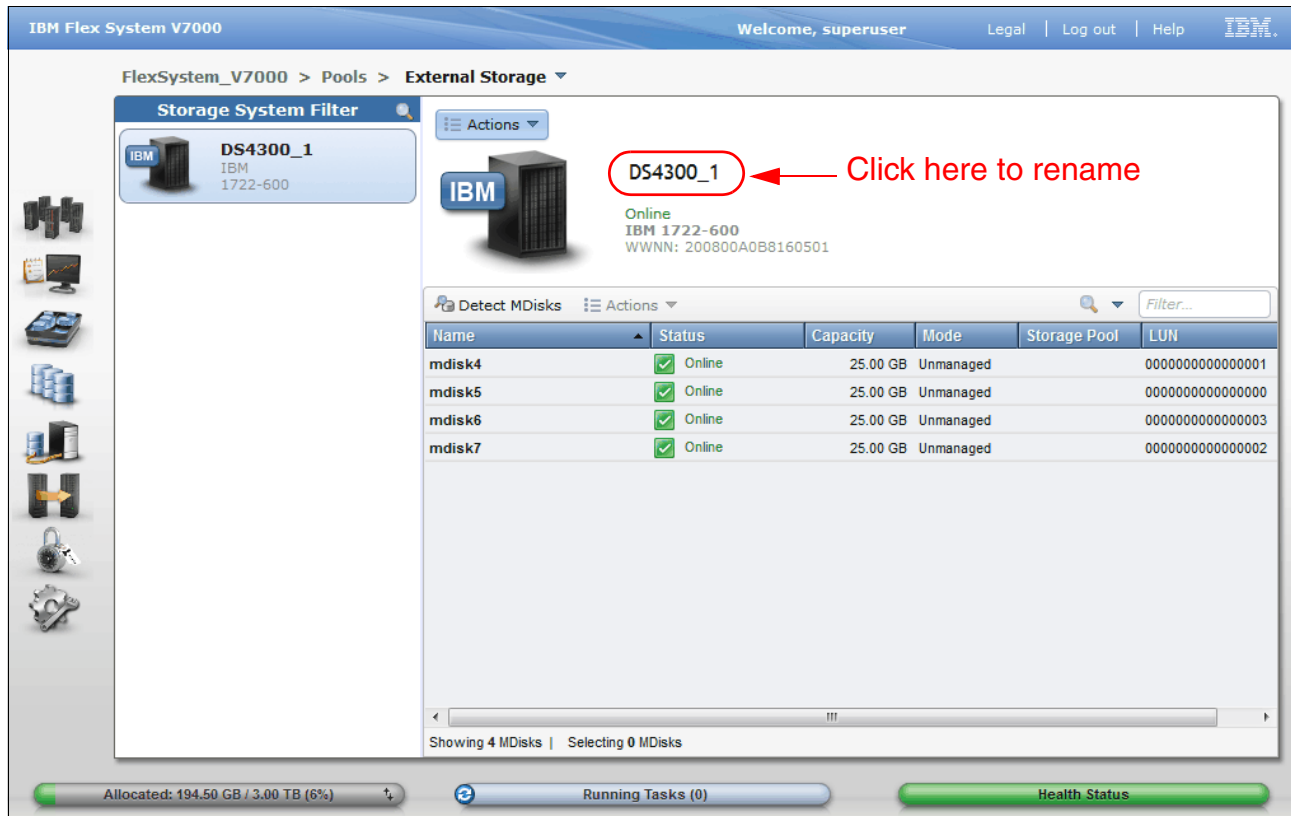 IBM Flex System V7000
Welcome, superuser
Legal | Log out | Help
IBM.
FlexSystem_V7000 > Pools > External Storage
Storage System Filter
IBM
DS4300_1
IBM
1722-600
Actions
IBM
DS4300_1
Click here to rename
Online
IBM 1722-600
WWNN: 200800A0B8160501
Detect MDisks Actions Filter...
Name Status Capacity Mode Storage Pool LUN
mdisk4 Online 25.00 GB Unmanaged 0000000000000001
mdisk5 Online 25.00 GB Unmanaged 0000000000000000
mdisk6 Online 25.00 GB Unmanaged 0000000000000003
mdisk7 Online 25.00 GB Unmanaged 0000000000000002
Showing 4 MDisks | Selecting 0 MDisks
Allocated: 194.50 GB / 3.00 TB (6%)
Running Tasks (0)
Health Status